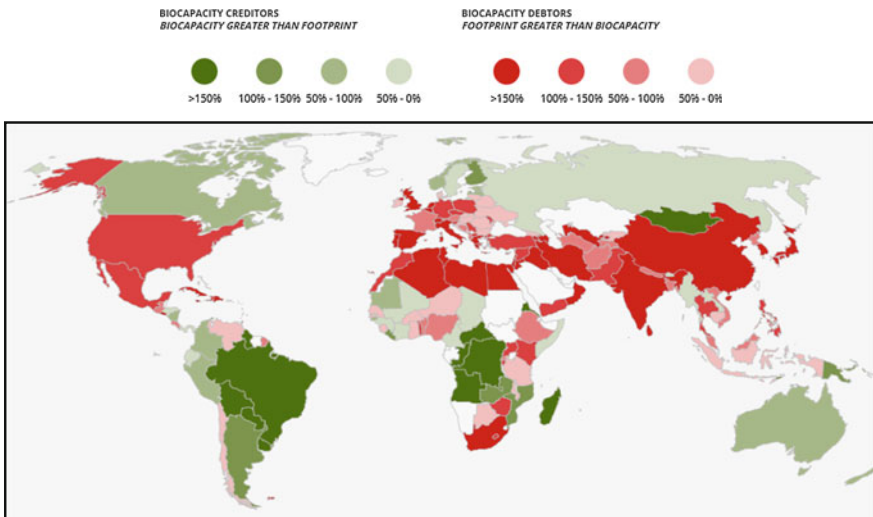 BIOCAPACITY CREDITORS
BIOCAPACITY GREATER THAN FOOTPRINT
>150%
100% - 150%
50% - 100%
50% - 0%
BIOCAPACITY DEBTORS
FOOTPRINT GREATER THAN BIOCAPACITY
>150%
100% - 150%
50% - 100%
50% - 0%